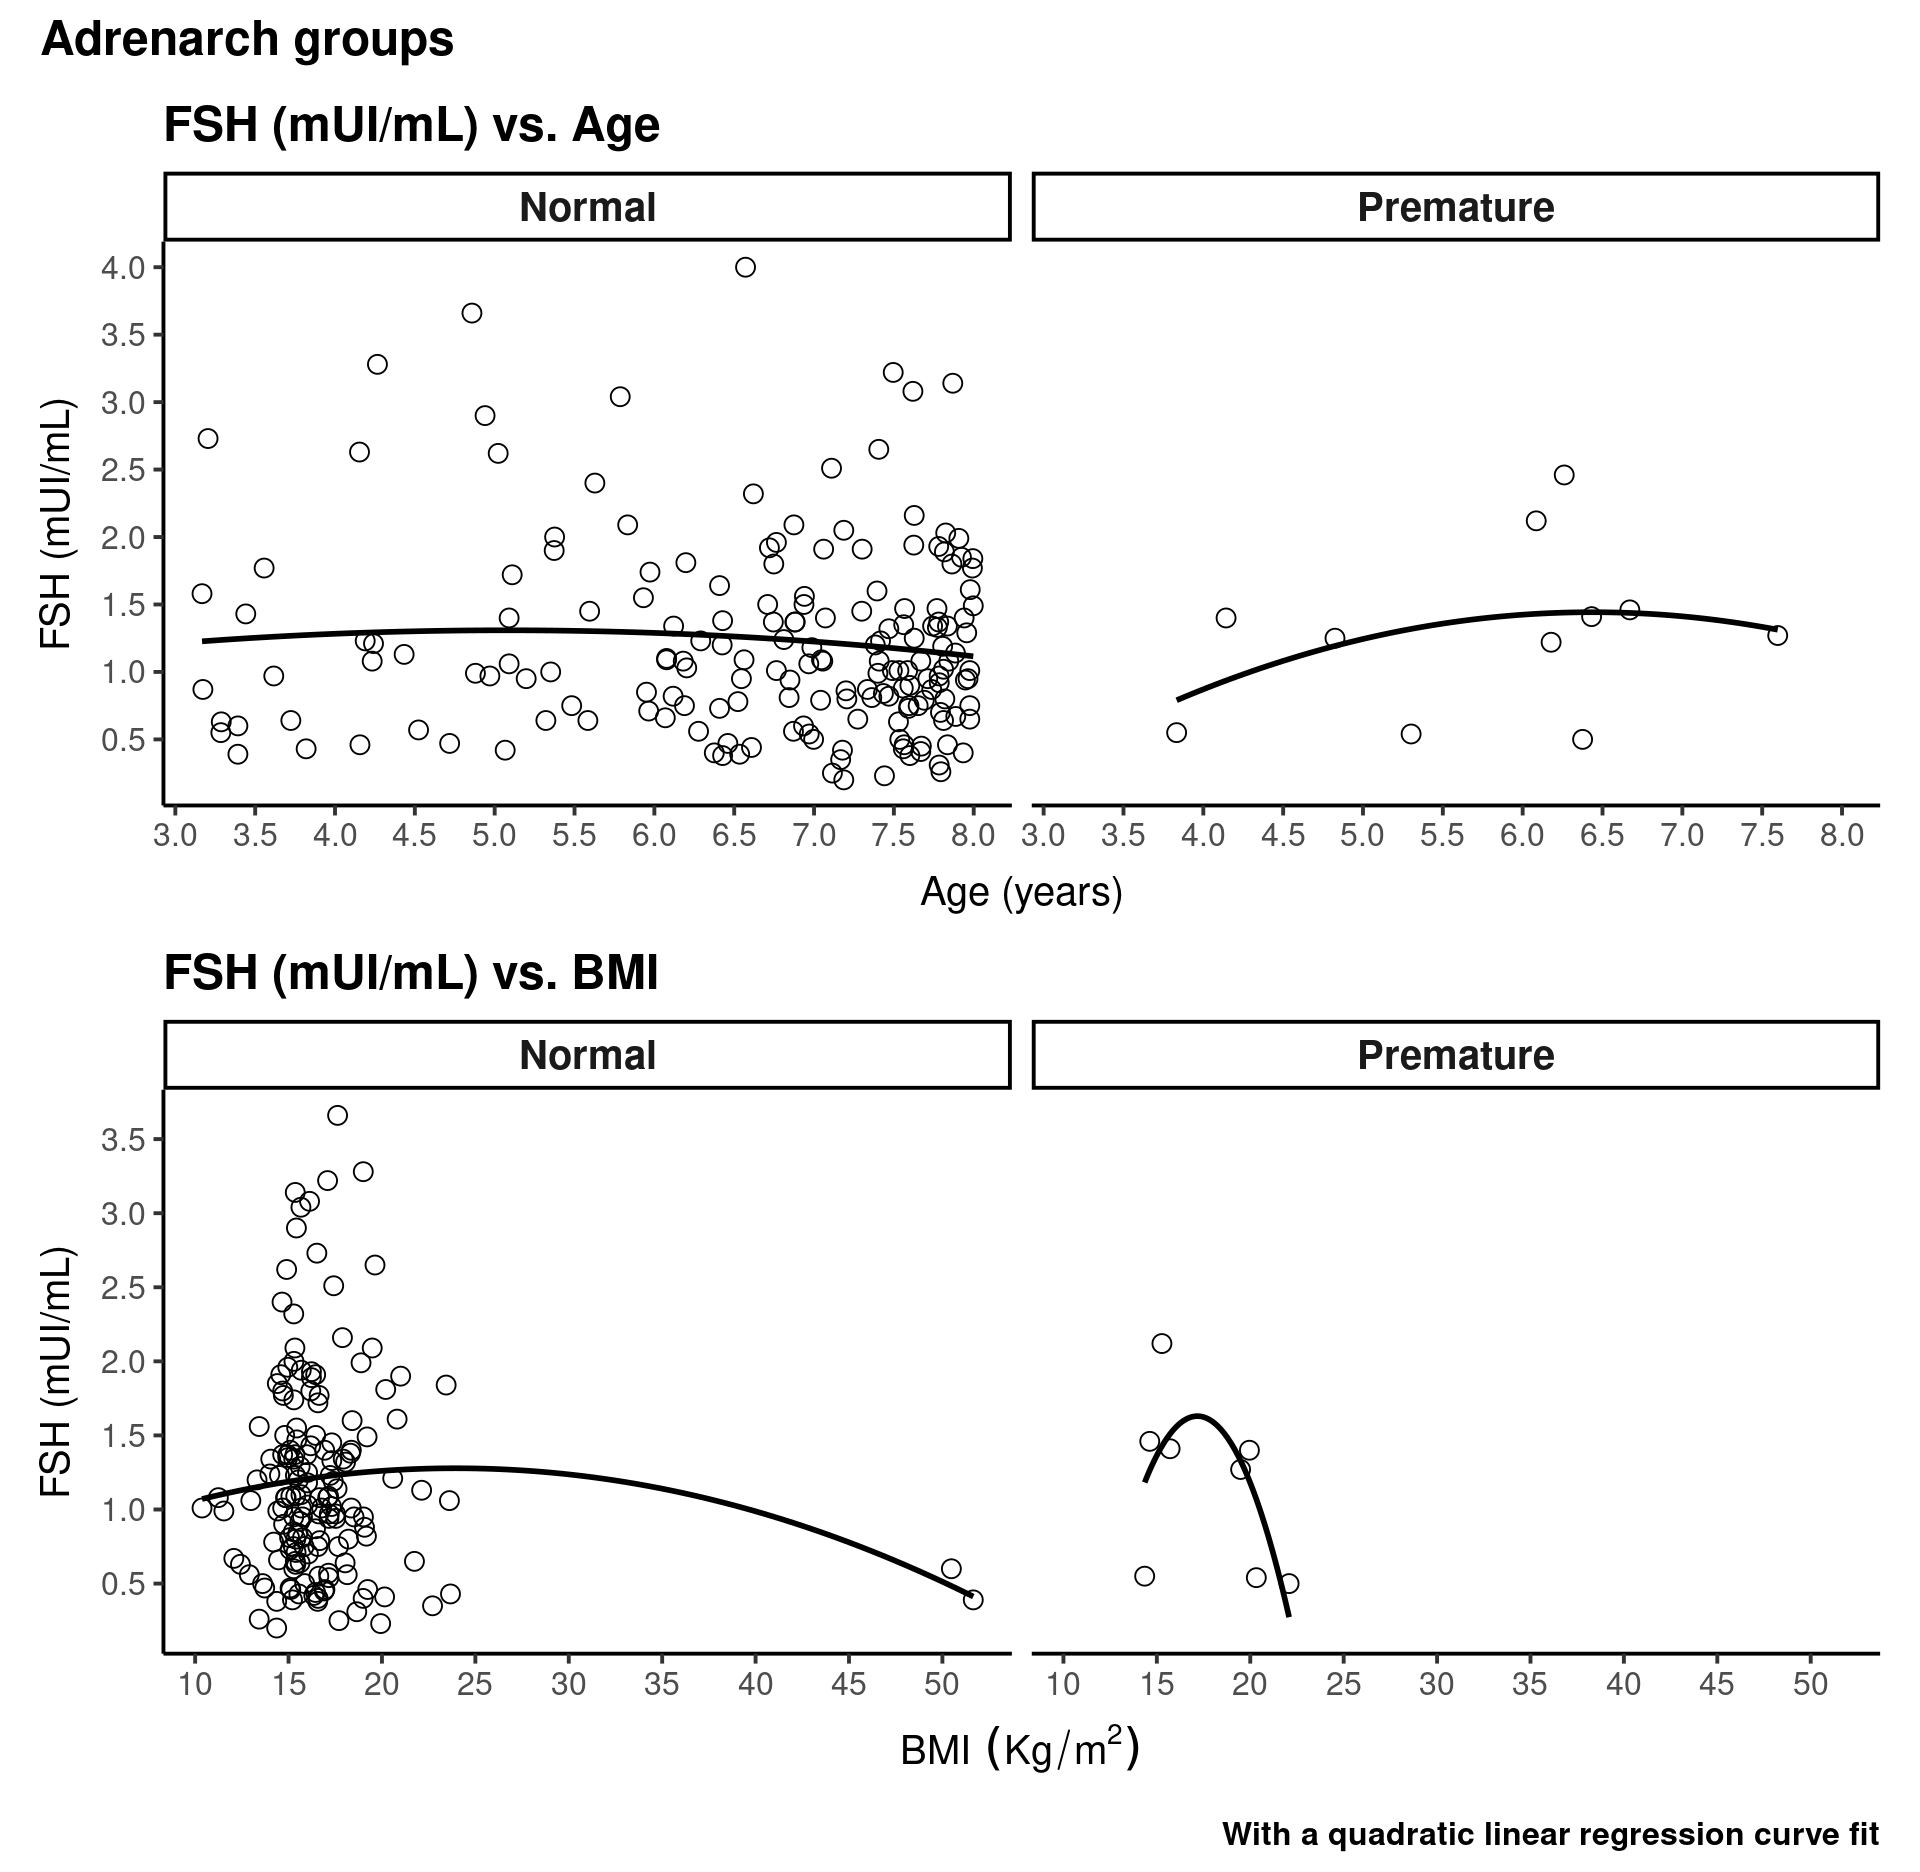 Adrenarch groups
FSH (mUI/mL) vs. Age
Normal Premature
FSH (mUI/mL)
4.0
3.5
3.0
2.5
2.0
1.5
1.0
0.5
3.0 3.5 4.0 4.5 5.0 5.5 6.0 6.5 7.0 7.5 8.0 3.0 3.5 4.0 4.5 5.0 5.5 6.0 6.5 7.0 7.5 8.0
Age (years)
FSH (mUI/mL) vs. BMI
Normal Premature
FSH (mUI/mL)
3.5
3.0
2.5
2.0
1.5
1.0
0.5
10 15 20 25 30 35 40 45 50 10 15 20 25 30 35 40 45 50
BMI (Kg/m²)
With a quadratic linear regression curve fit